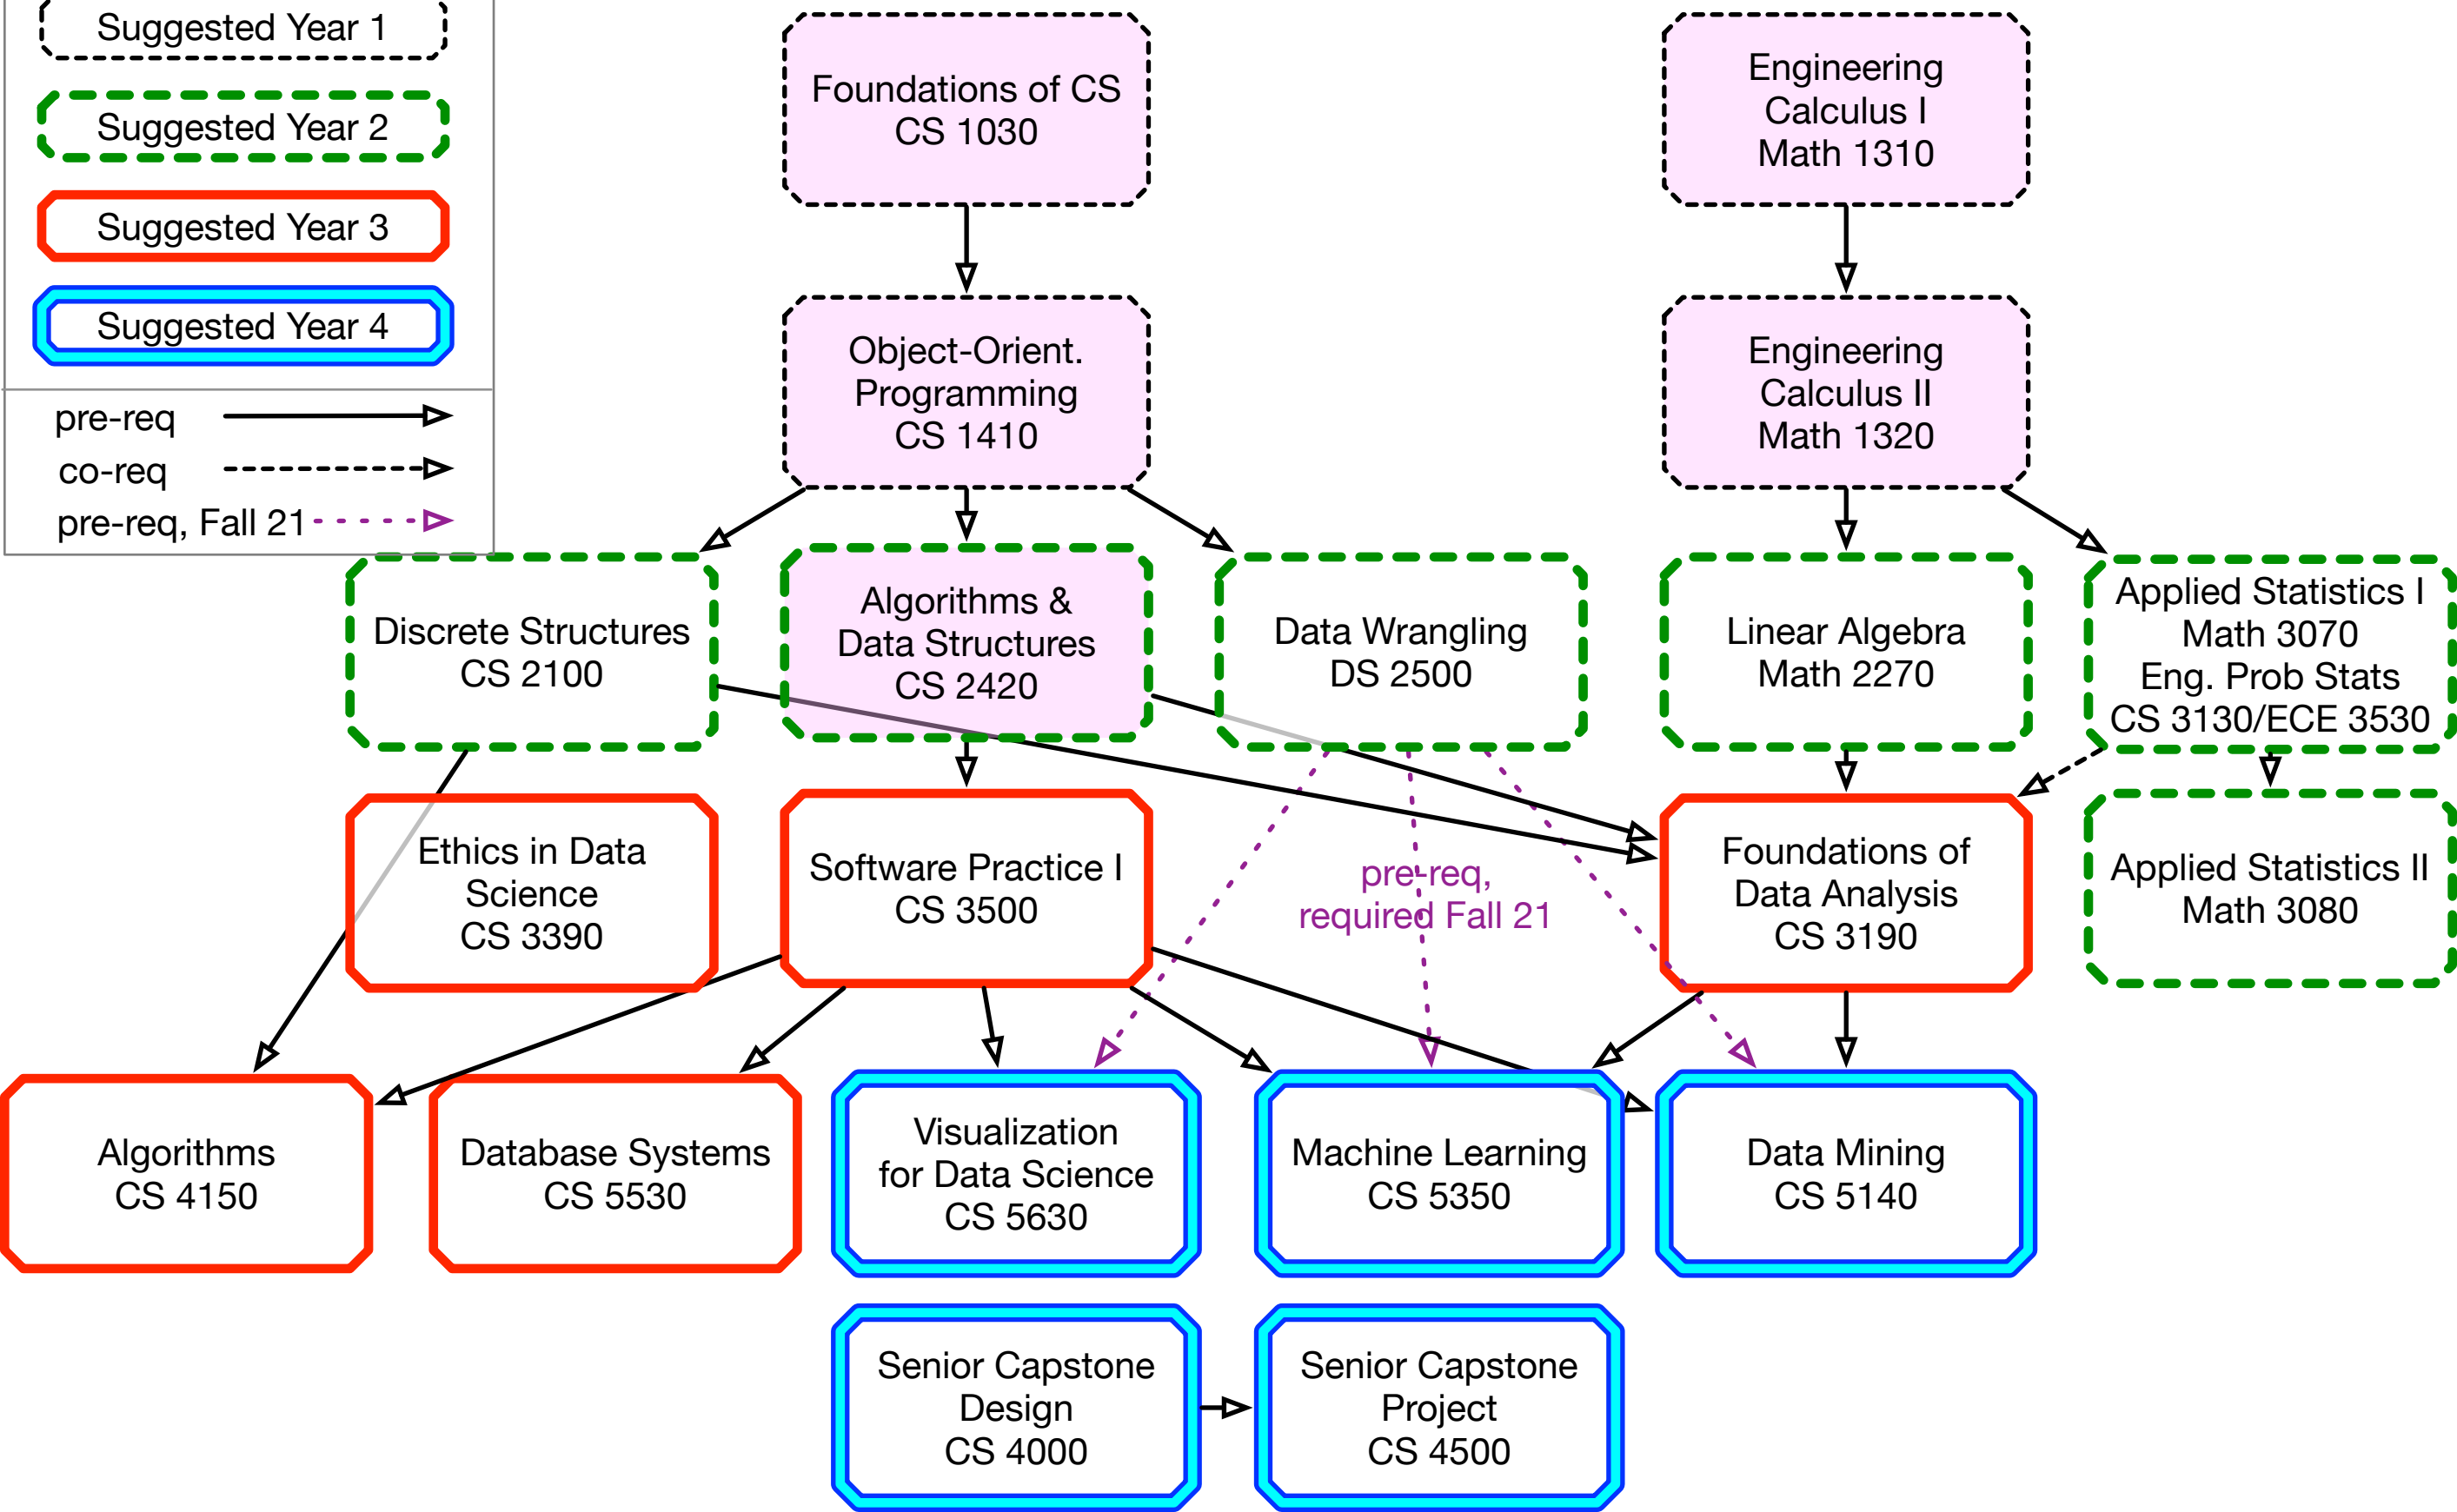 Suggested Year 1
Suggested Year 2
Suggested Year 3
Suggested Year 4
pre-req
co-req
pre-req, Fall 21
Foundations of CS
CS 1030
Engineering
Calculus I
Math 1310
Object-Orient.
Programming
CS 1410
Engineering
Calculus II
Math 1320
Discrete Structures
CS 2100
Algorithms &
Data Structures
CS 2420
Data Wrangling
DS 2500
Linear Algebra
Math 2270
Applied Statistics I
Math 3070
Eng. Prob Stats
CS 3130/ECE 3530
Ethics in Data
Science
CS 3390
Software Practice I
CS 3500
pre-req,
required Fall 21
Foundations of
Data Analysis
CS 3190
Applied Statistics II
Math 3080
Algorithms
CS 4150
Database Systems
CS 5530
Visualization
for Data Science
CS 5630
Machine Learning
CS 5350
Data Mining
CS 5140
Senior Capstone
Design
CS 4000
Senior Capstone
Project
CS 4500